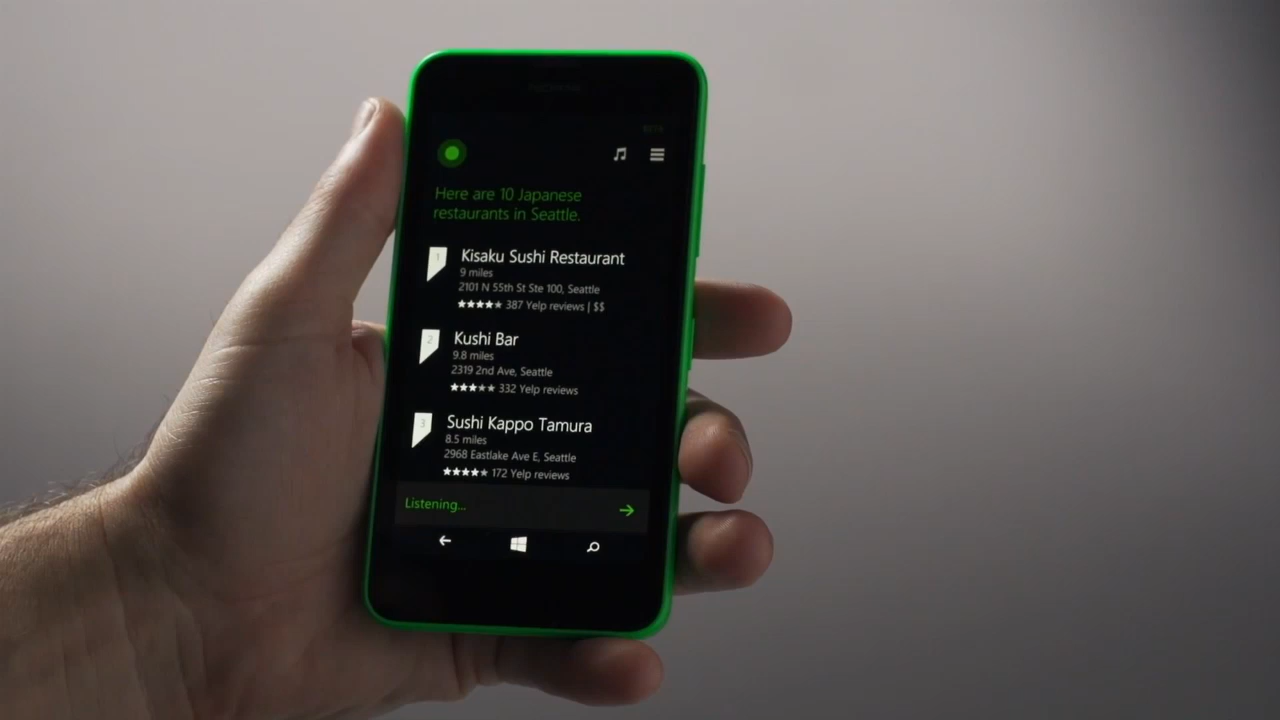 NOKIA
BETA
Here are 10 Japanese
restaurants in Seattle.
1
Kisaku Sushi Restaurant
9 miles
2101 N 55th St Ste 100, Seattle
387 Yelp reviews | $$
2
Kushi Bar
9.8 miles
2319 2nd Ave, Seattle
332 Yelp reviews
3
Sushi Kappo Tamura
8.5 miles
2968 Eastlake Ave E, Seattle
172 Yelp reviews
Listening...